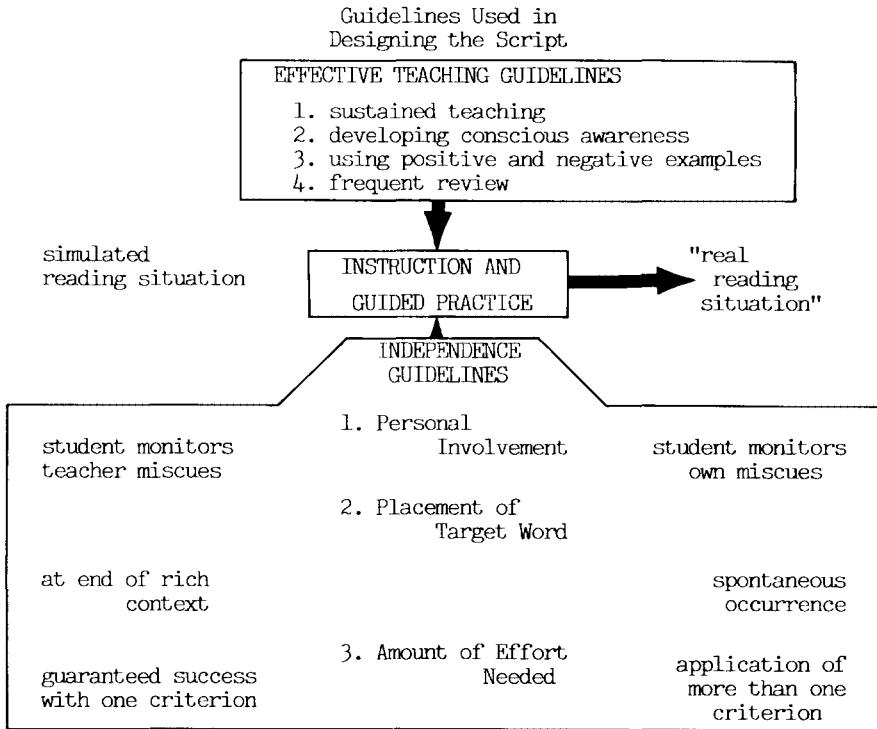 Guidelines Used in
Designing the Script
EFFECTIVE TEACHING GUIDELINES
1. sustained teaching
2. developing conscious awareness
3. using positive and negative examples
4. frequent review
simulated
reading situation
INSTRUCTION AND
GUIDED PRACTICE
"real
reading
situation"
INDEPENDENCE
GUIDELINES
1. Personal
Involvement
student monitors
teacher miscues
student monitors
own miscues
2. Placement of
Target Word
at end of rich
context
spontaneous
occurrence
3. Amount of Effort
Needed
guaranteed success
with one criterion
application of
more than one
criterion